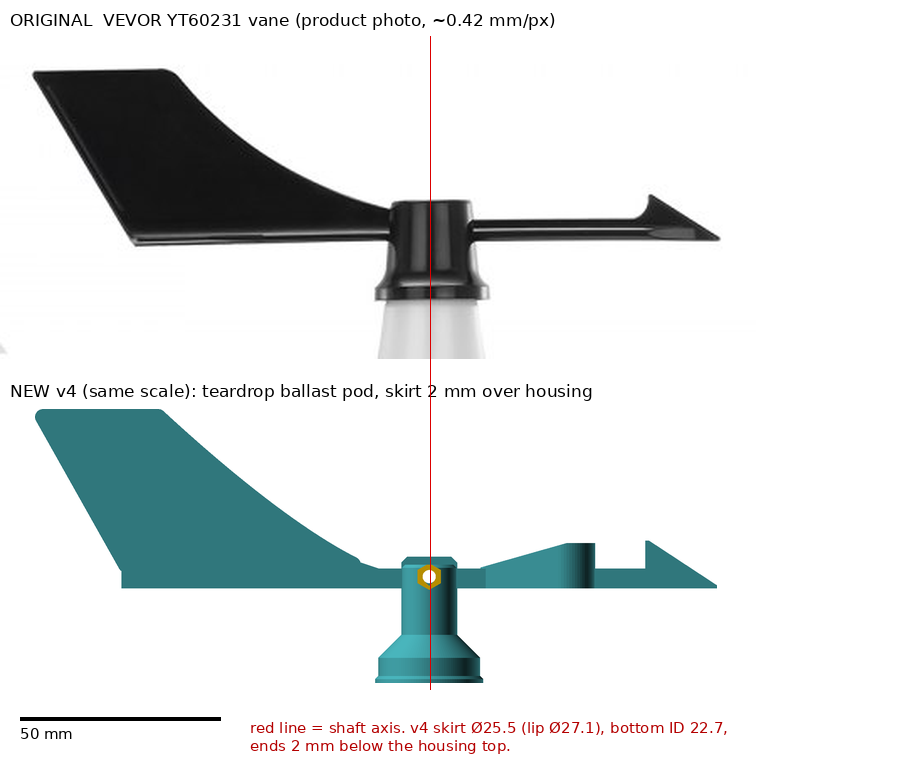 ORIGINAL  VEVOR YT60231 vane (product photo, ~0.42 mm/px)
NEW v4 (same scale): teardrop ballast pod, skirt 2 mm over housing
50 mm
red line = shaft axis. v4 skirt Ø25.5 (lip Ø27.1), bottom ID 22.7,
ends 2 mm below the housing top.